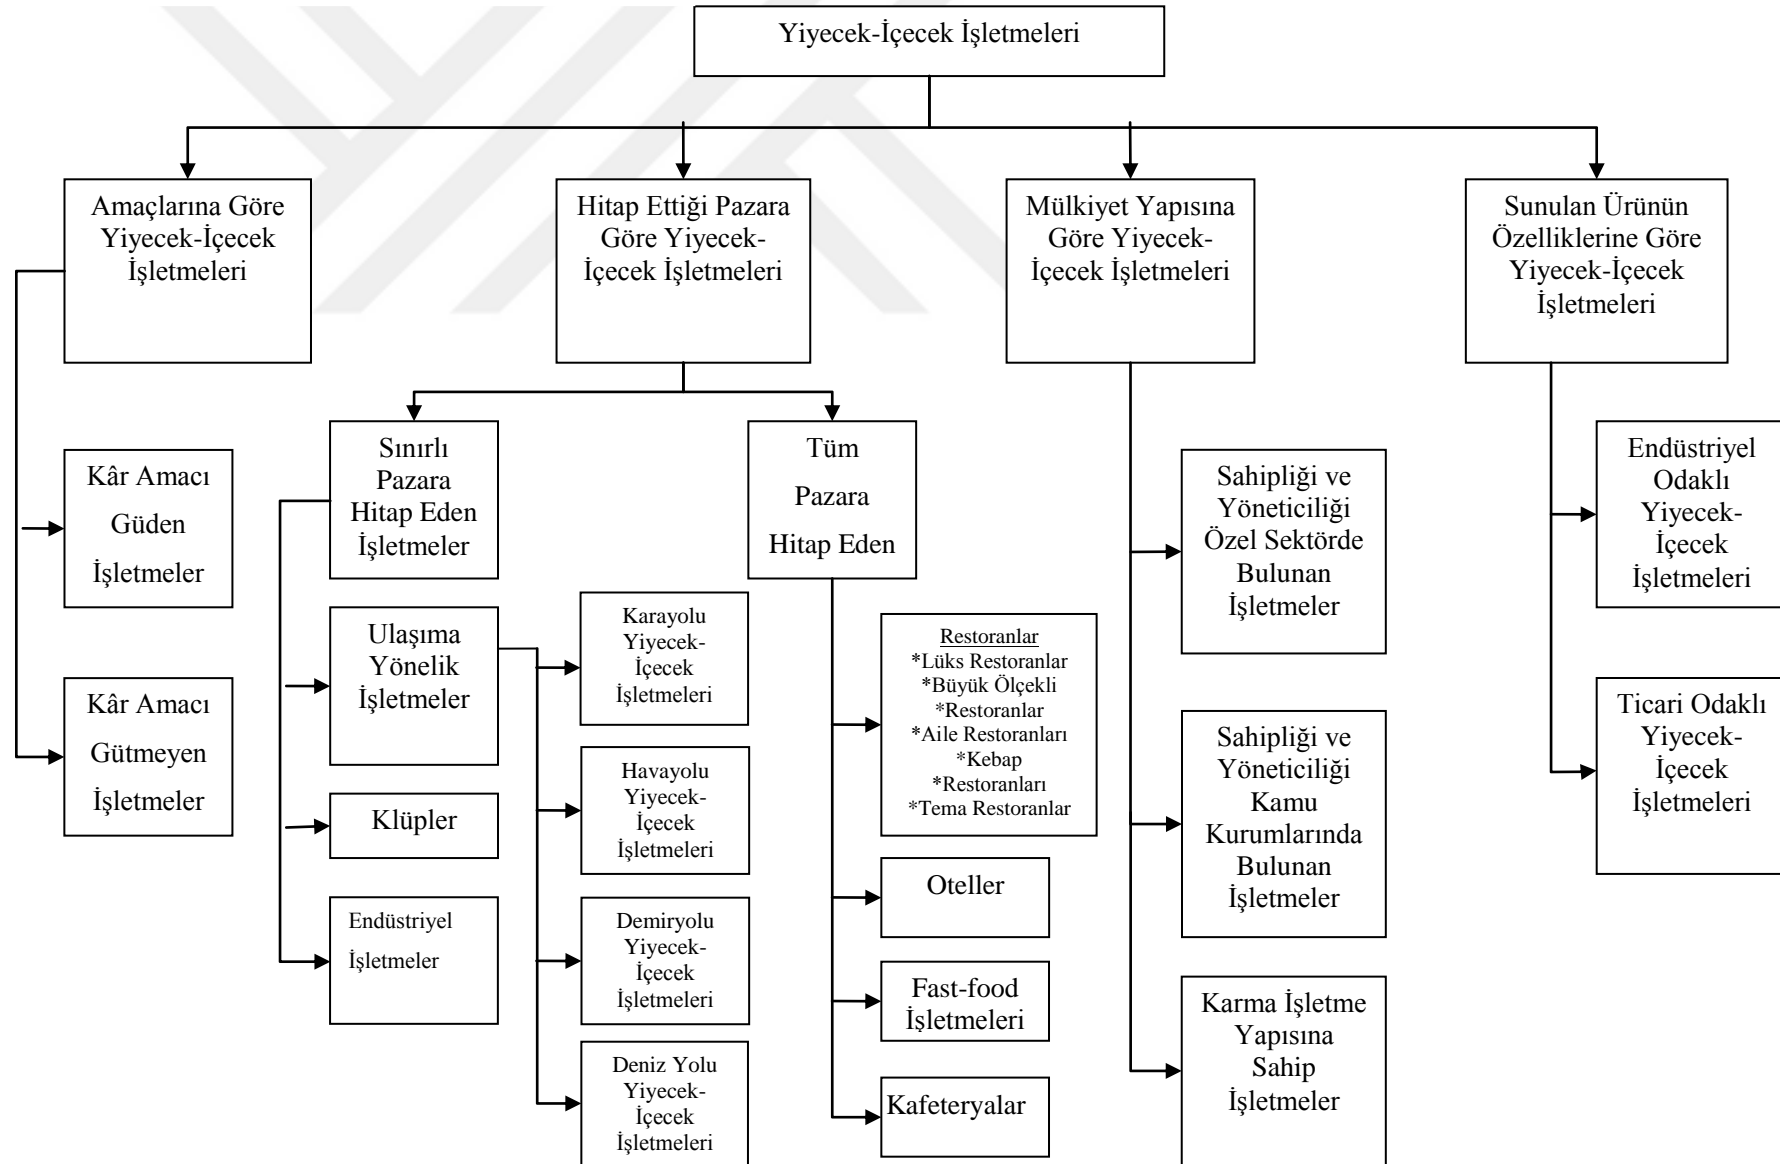 Yiyecek-İçecek İşletmeleri
Amaçlarına Göre
Yiyecek-İçecek
İşletmeleri
Hitap Ettiği Pazara
Göre Yiyecek-
İçecek İşletmeleri
Mülkiyet Yapısına
Göre Yiyecek-
İçecek İşletmeleri
Sunulan Ürünün
Özelliklerine Göre
Yiyecek-İçecek
İşletmeleri
Kâr Amacı
Güden
İşletmeler
Kâr Amacı
Gütmeyen
İşletmeler
Sınırlı
Pazara
Hitap Eden
İşletmeler
Ulaşıma
Yönelik
İşletmeler
Klüpler
Endüstriyel
İşletmeler
Karayolu
Yiyecek-
İçecek
İşletmeleri
Havayolu
Yiyecek-
İçecek
İşletmeleri
Demiryolu
Yiyecek-
İçecek
İşletmeleri
Deniz Yolu
Yiyecek-
İçecek
İşletmeleri
Tüm
Pazara
Hitap Eden
Restoranlar
*Lüks Restoranlar
*Büyük Ölçekli
*Restoranlar
*Aile Restoranları
*Kebap
*Restoranları
*Tema Restoranlar
Oteller
Fast-food
İşletmeleri
Kafeteryalar
Sahipliği ve
Yöneticiliği
Özel Sektörde
Bulunan
İşletmeler
Sahipliği ve
Yöneticiliği
Kamu
Kurumlarında
Bulunan
İşletmeler
Karma İşletme
Yapısına
Sahip
İşletmeler
Endüstriyel
Odaklı
Yiyecek-
İçecek
İşletmeleri
Ticari Odaklı
Yiyecek-
İçecek
İşletmeleri